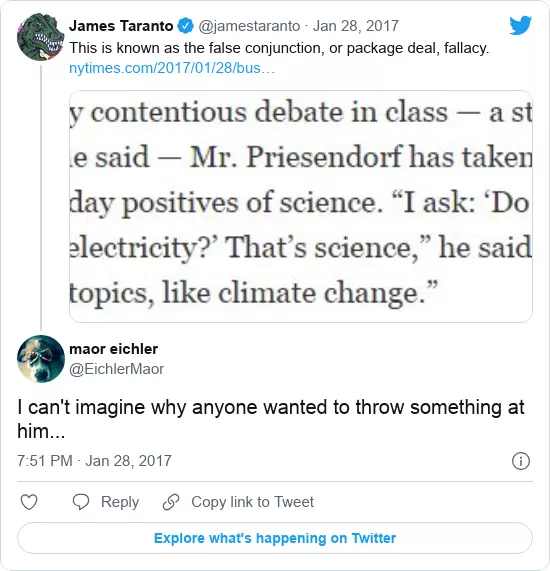 James Taranto @jamestaranto · Jan 28, 2017
This is known as the false conjunction, or package deal, fallacy.
nytimes.com/2017/01/28/bus…
y contentious debate in class — a st
e said — Mr. Priesendorf has taken
day positives of science. “I ask: ‘Do
electricity?’ That’s science,” he said
topics, like climate change.”
maor eichler
@EichlerMaor
I can't imagine why anyone wanted to throw something at
him...
7:51 PM · Jan 28, 2017
Reply Copy link to Tweet
Explore what's happening on Twitter